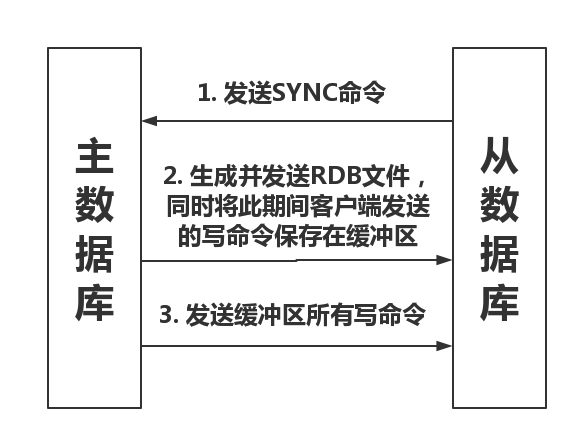 主数据库
1. 发送SYNC命令
2. 生成并发送RDB文件，
同时将此期间客户端发送
的写命令保存在缓冲区
3. 发送缓冲区所有写命令
从数据库